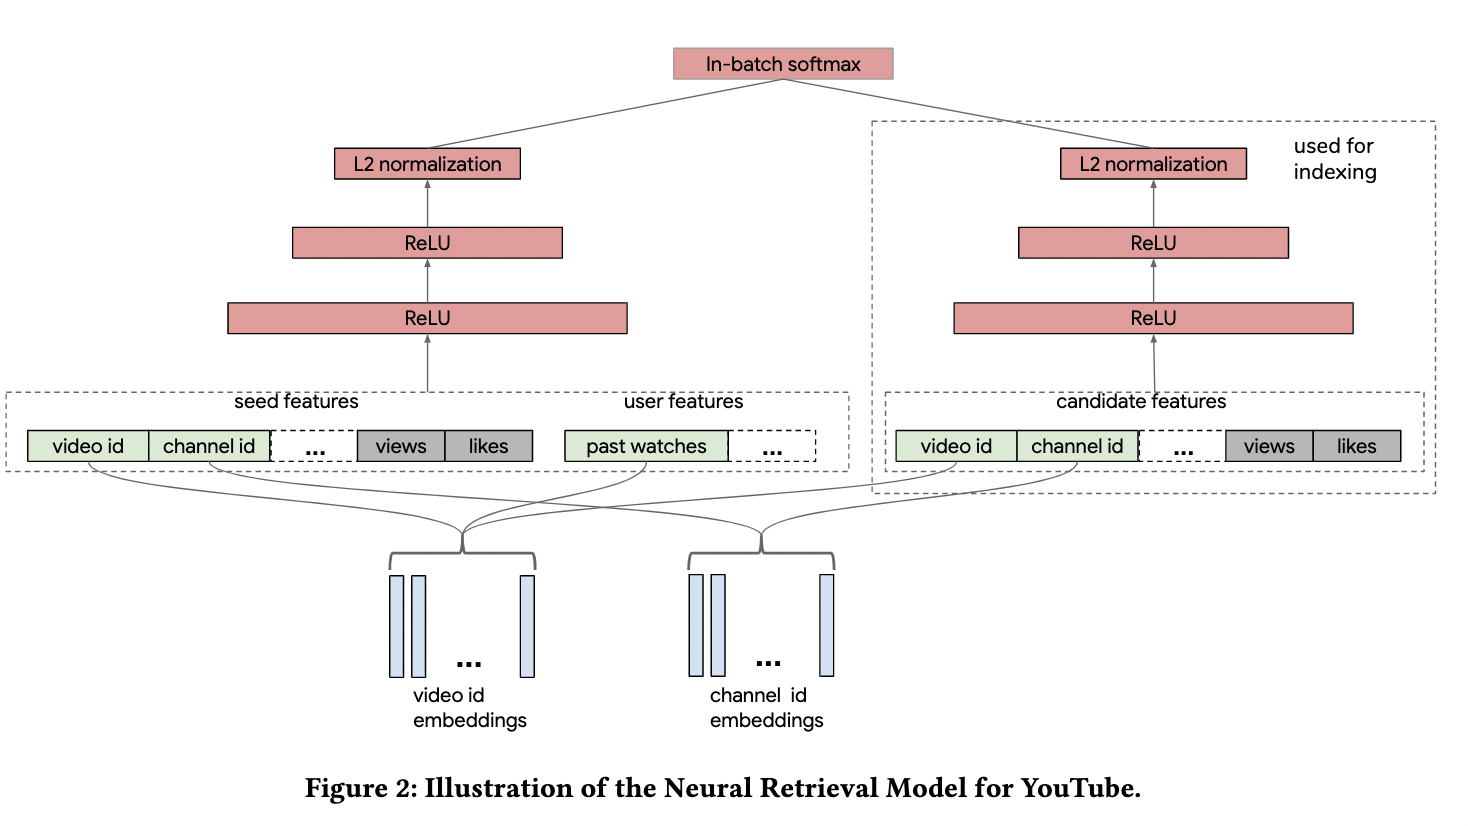 In-batch softmax
used for
indexing
L2 normalization
L2 normalization
ReLU
ReLU
ReLU
ReLU
seed features
user features
candidate features
video id
channel id
...
views
likes
past watches
...
video id
channel id
...
views
likes
...
...
video id
embeddings
channel id
embeddings
Figure 2: Illustration of the Neural Retrieval Model for YouTube.